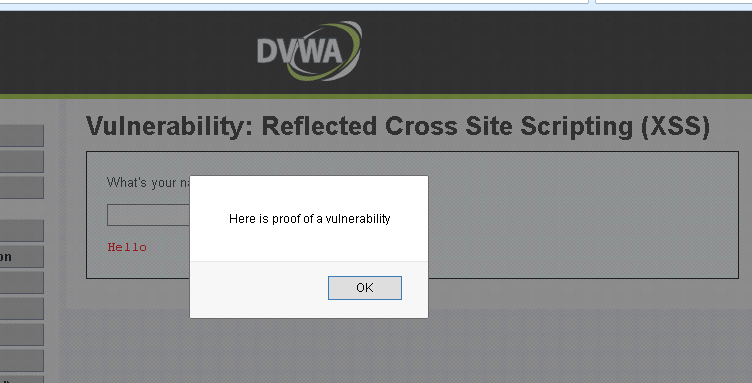 DVWA
Vulnerability: Reflected Cross Site Scripting (XSS)
What's your na
Here is proof of a vulnerability
Hello
on
OK